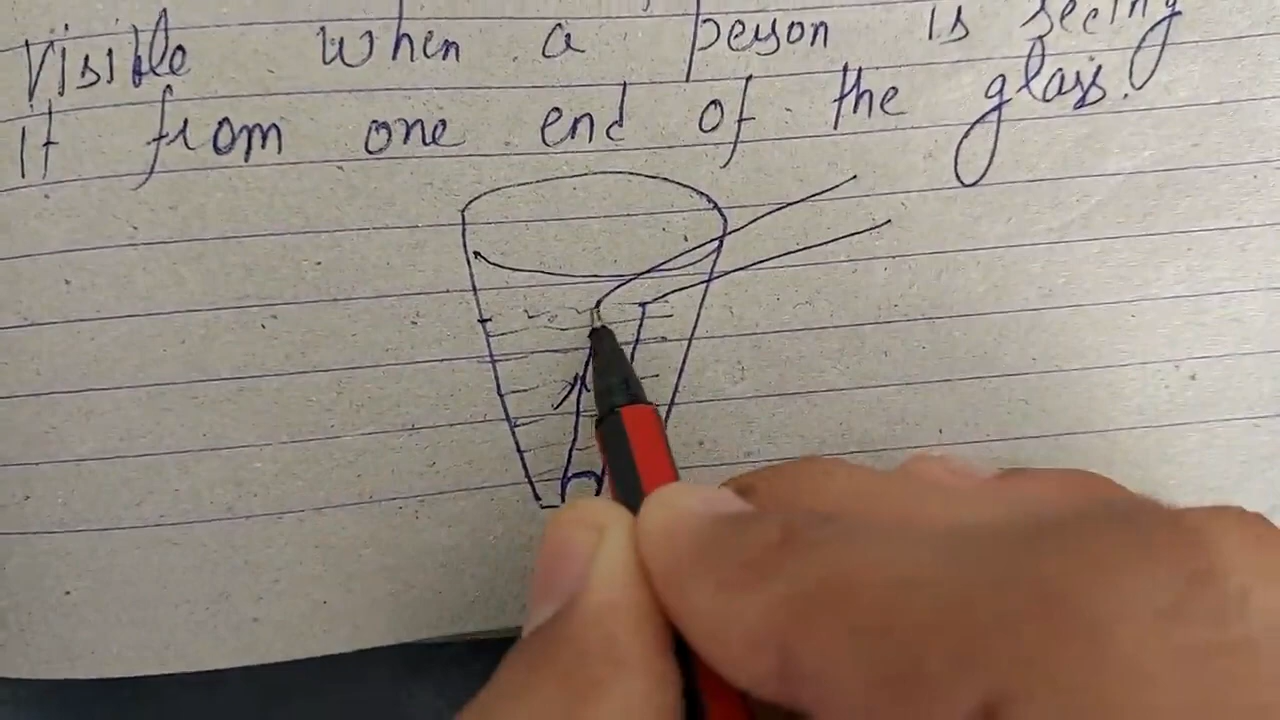 Visible when a person is seeing
it from one end of the glass.